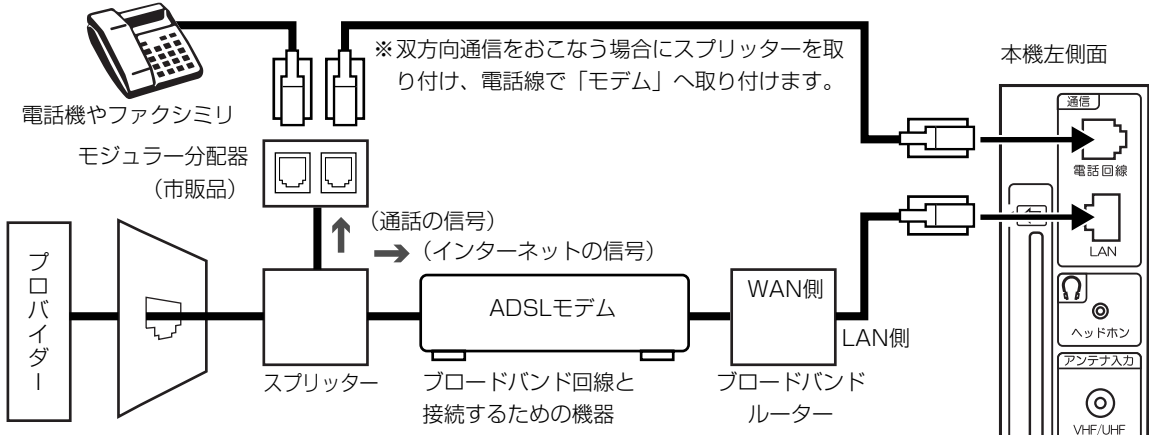 ※双方向通信をおこなう場合にスプリッターを取
り付け、電話線で「モデム」へ取り付けます。
本機左側面
電話機やファクシミリ
モジュラー分配器
（市販品）
通信
電話回線
（通話の信号）
（インターネットの信号）
LAN
プロバイダー
ADSLモデム
WAN側
LAN側
ヘッドホン
アンテナ入力
スプリッター
ブロードバンド回線と
接続するための機器
ブロードバンド
ルーター
VHF/UHF